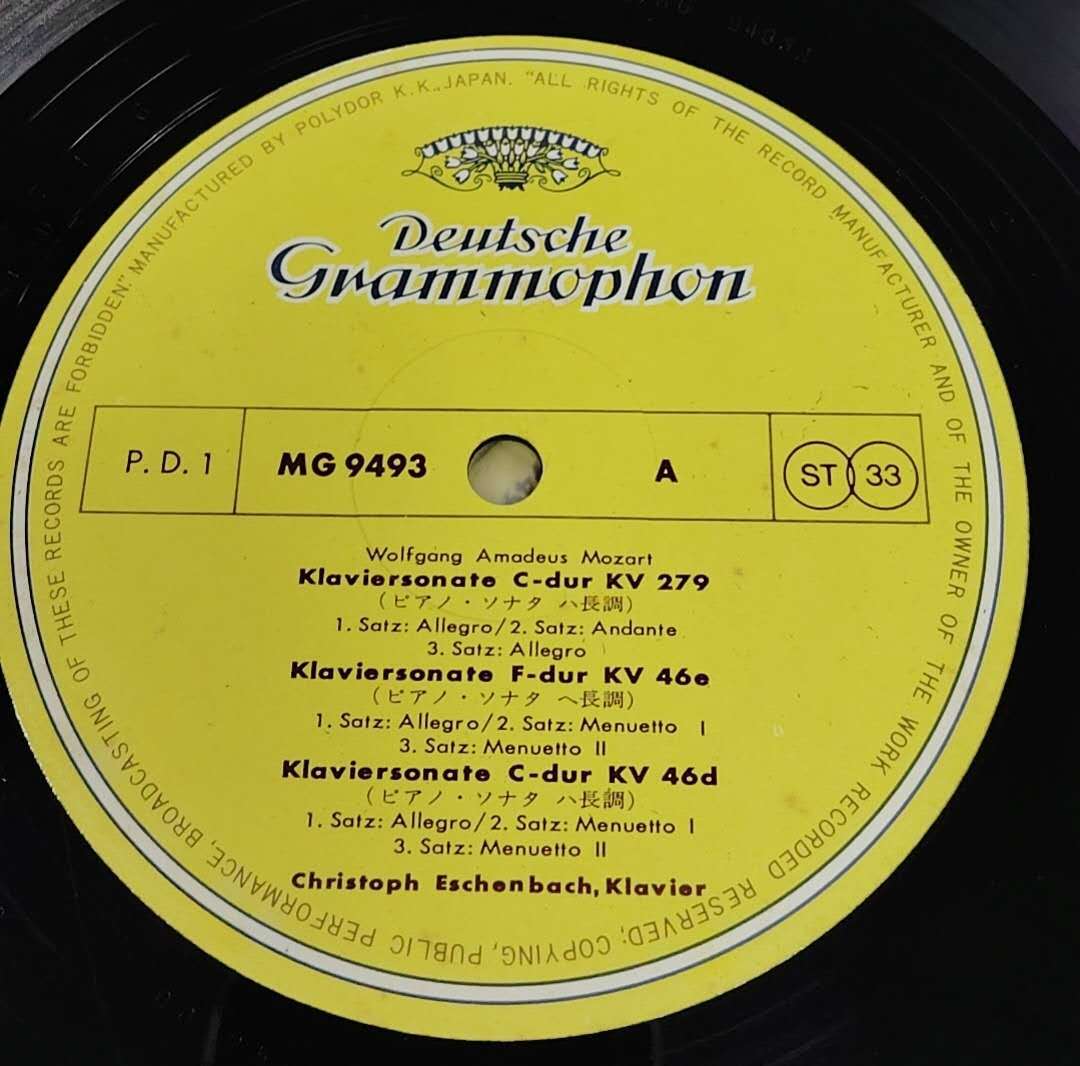 MANUFACTURED BY POLYDOR K.K., JAPAN. "ALL RIGHTS OF THE RECORD MANUFACTURER AND OF THE OWNER OF THE WORK RECORDED RESERVED; COPYING, PUBLIC PERFORMANCE, BROADCASTING OF THESE RECORDS ARE FORBIDDEN."
Deutsche
Grammophon
P. D. 1 MG 9493 A ST 33
Wolfgang Amadeus Mozart
Klaviersonate C-dur KV 279
(ピアノ・ソナタ ハ長調)
1. Satz: Allegro/2. Satz: Andante
3. Satz: Allegro
Klaviersonate F-dur KV 46e
(ピアノ・ソナタ ヘ長調)
1. Satz: Allegro/2. Satz: Menuetto I
3. Satz: Menuetto II
Klaviersonate C-dur KV 46d
(ピアノ・ソナタ ハ長調)
1. Satz: Allegro/2. Satz: Menuetto I
3. Satz: Menuetto II
Christoph Eschenbach, Klavier